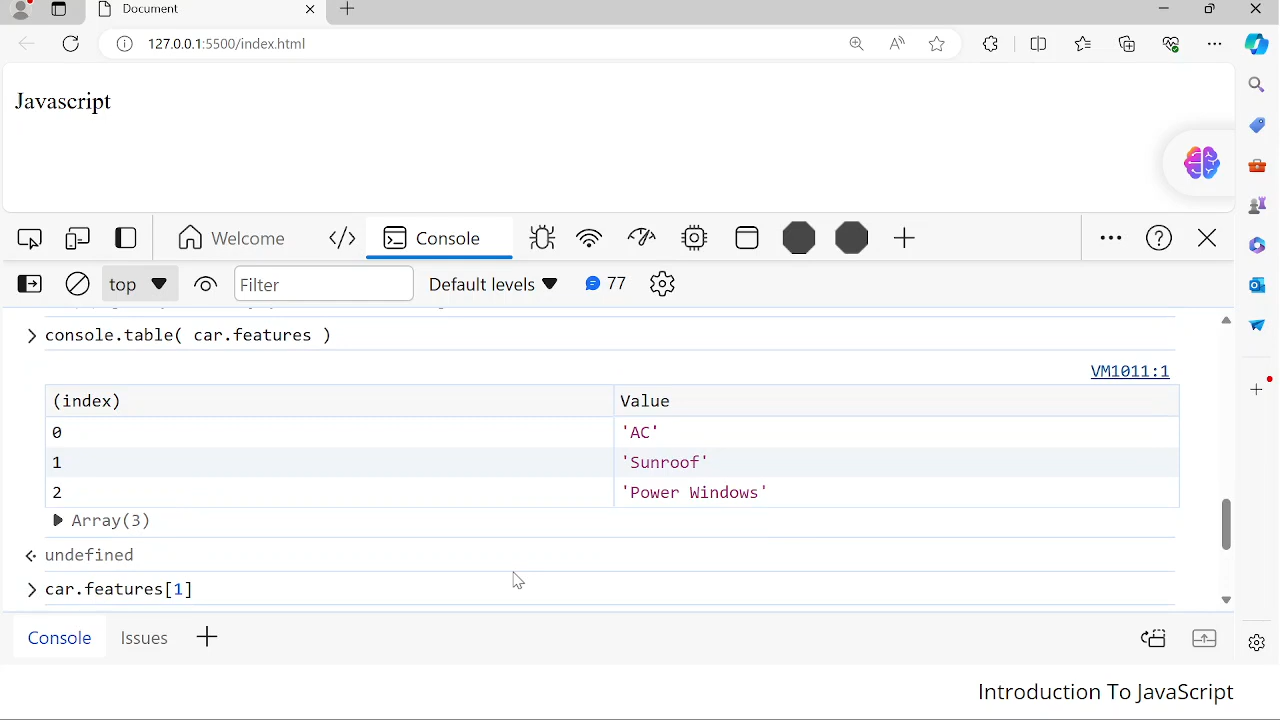 Document
127.0.0.1:5500/index.html
Javascript
Welcome
Console
top
Filter
Default levels
77
console.table( car.features )
VM1011:1
(index) Value
0 'AC'
1 'Sunroof'
2 'Power Windows'
Array(3)
undefined
car.features[1]
Console Issues
Introduction To JavaScript